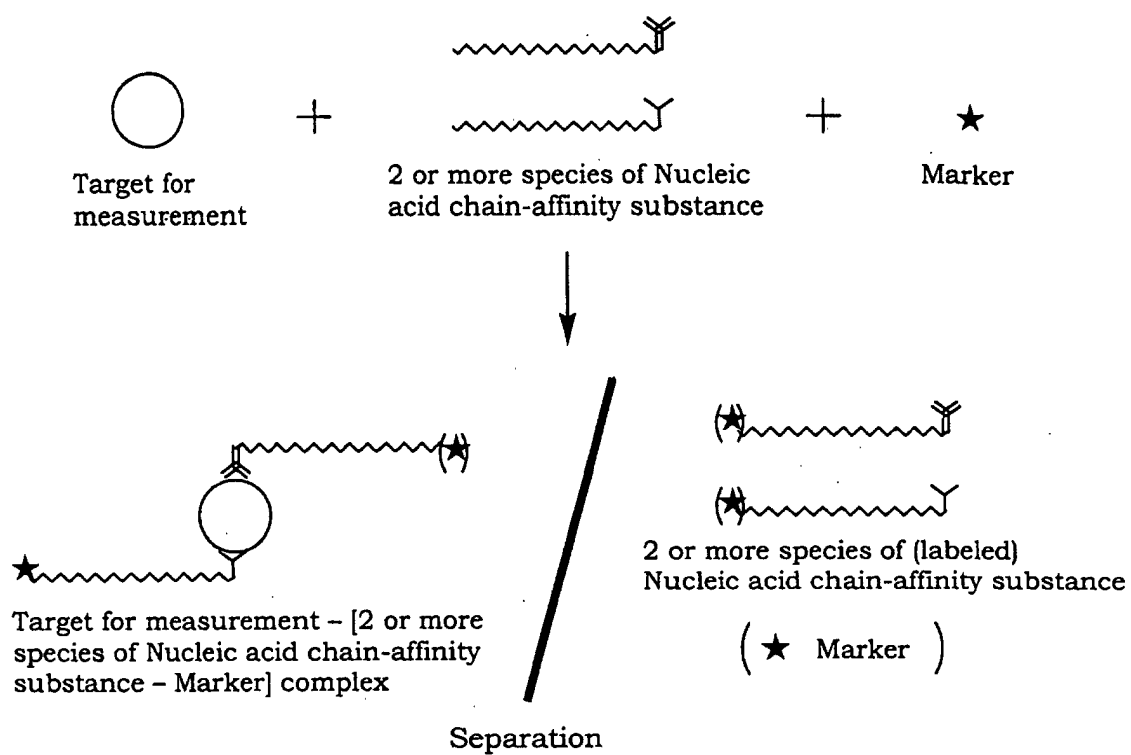 Target for
measurement
2 or more species of Nucleic
acid chain-affinity substance
Marker
2 or more species of (labeled)
Nucleic acid chain-affinity substance
(★ Marker)
Target for measurement – [2 or more
species of Nucleic acid chain-affinity
substance – Marker] complex
Separation